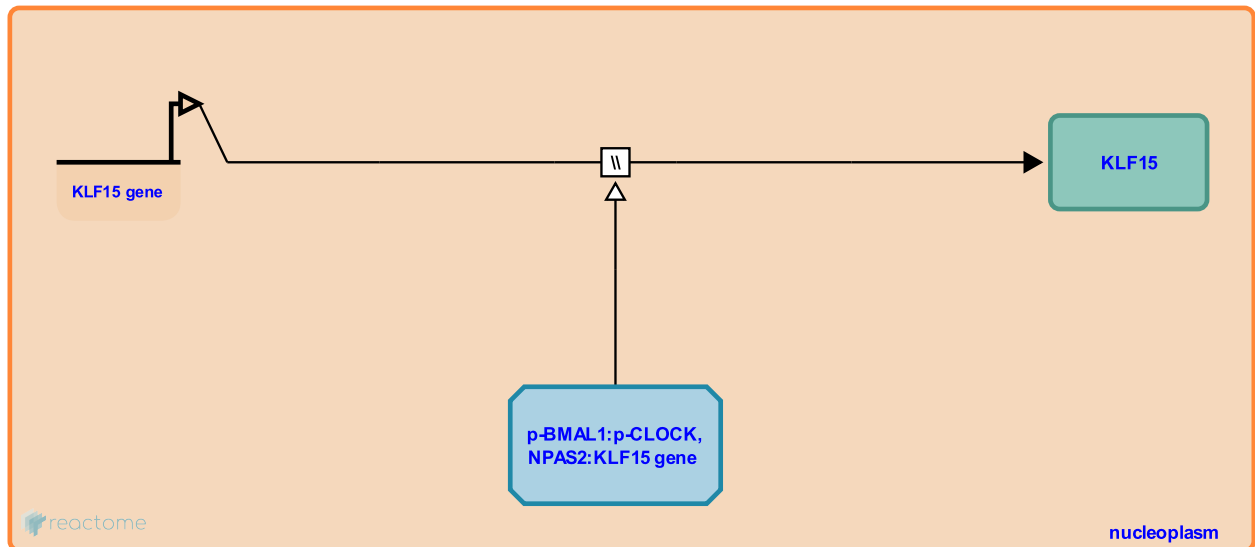 KLF15 gene
\\
KLF15
p-BMAL1:p-CLOCK,
NPAS2:KLF15 gene
reactome
nucleoplasm